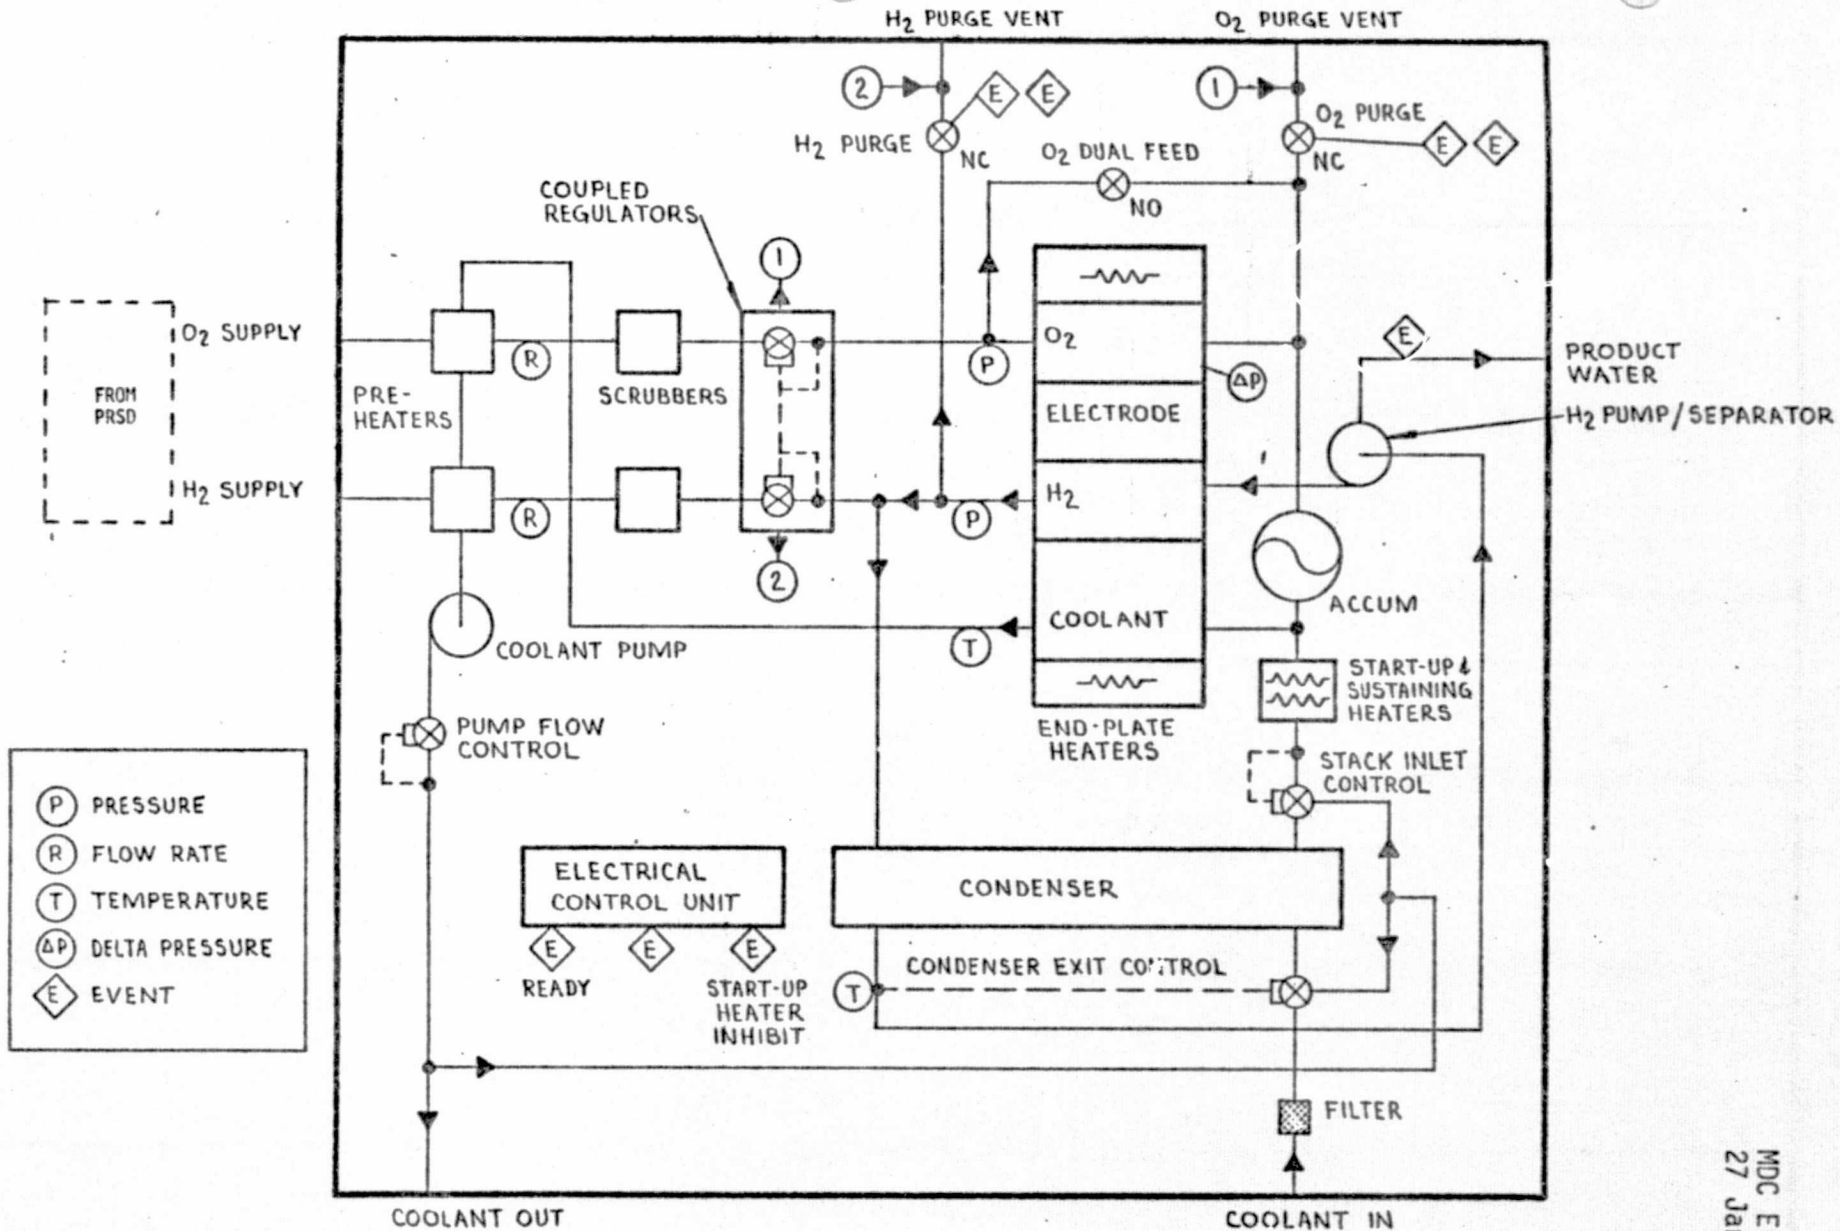 H2 PURGE VENT
O2 PURGE VENT
2
E
E
1
O2 PURGE
H2 PURGE
NC
E
E
NC
O2 DUAL FEED
NO
COUPLED
REGULATORS
1
O2 SUPPLY
FROM
PRSD
PRE-
HEATERS
R
SCRUBBERS
P
O2
ΔP
ELECTRODE
E
PRODUCT
WATER
H2 PUMP/SEPARATOR
H2 SUPPLY
R
2
P
H2
COOLANT PUMP
T
COOLANT
ACCUM
START-UP &
SUSTAINING
HEATERS
END-PLATE
HEATERS
PUMP FLOW
CONTROL
STACK INLET
CONTROL
P PRESSURE
R FLOW RATE
T TEMPERATURE
ΔP DELTA PRESSURE
E EVENT
ELECTRICAL
CONTROL UNIT
E
E
E
READY
START-UP
HEATER
INHIBIT
CONDENSER
CONDENSER EXIT CONTROL
T
FILTER
COOLANT OUT
COOLANT IN
MDC E
27 Ja